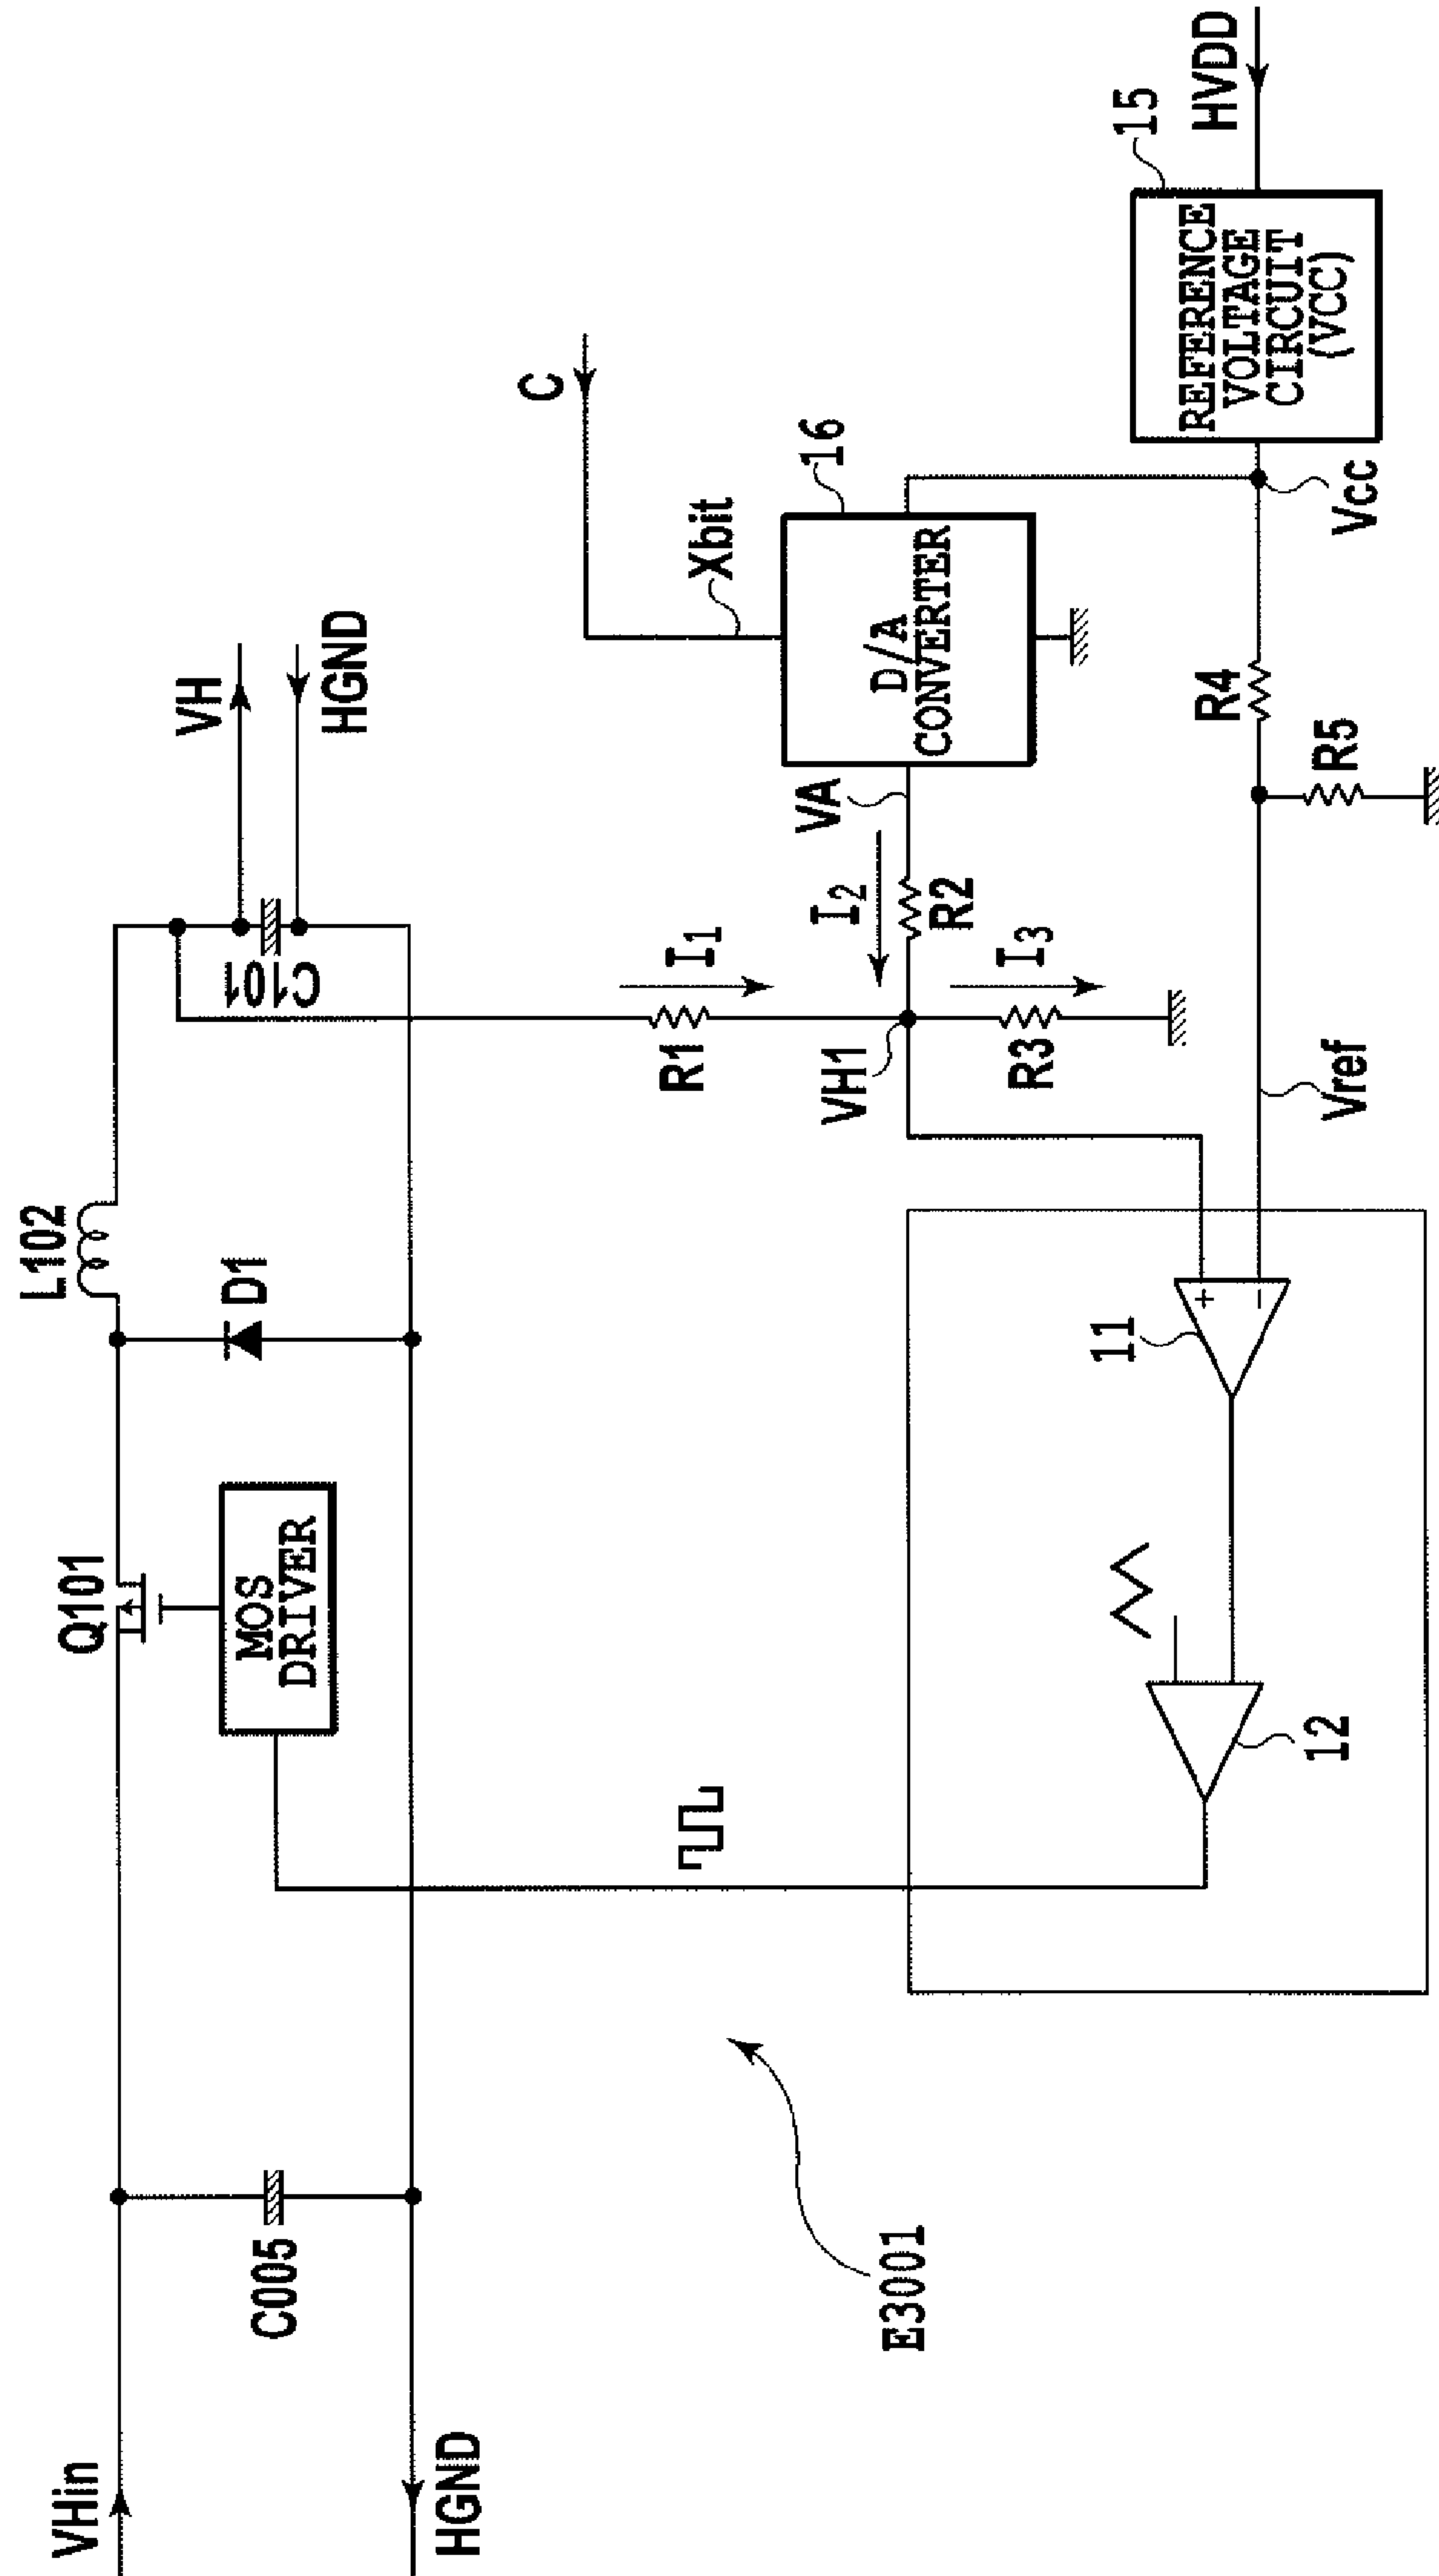 VHin
HGND
C005
Q101
MOS
DRIVER
L102
D1
C101
VH
HGND
E3001
R1
I1
VH1
I2
R2
VA
I3
R3
C
Xbit
16
D/A
CONVERTER
11
+
−
12
Vref
R4
R5
Vcc
15
REFERENCE
VOLTAGE
CIRCUIT
(VCC)
HVDD